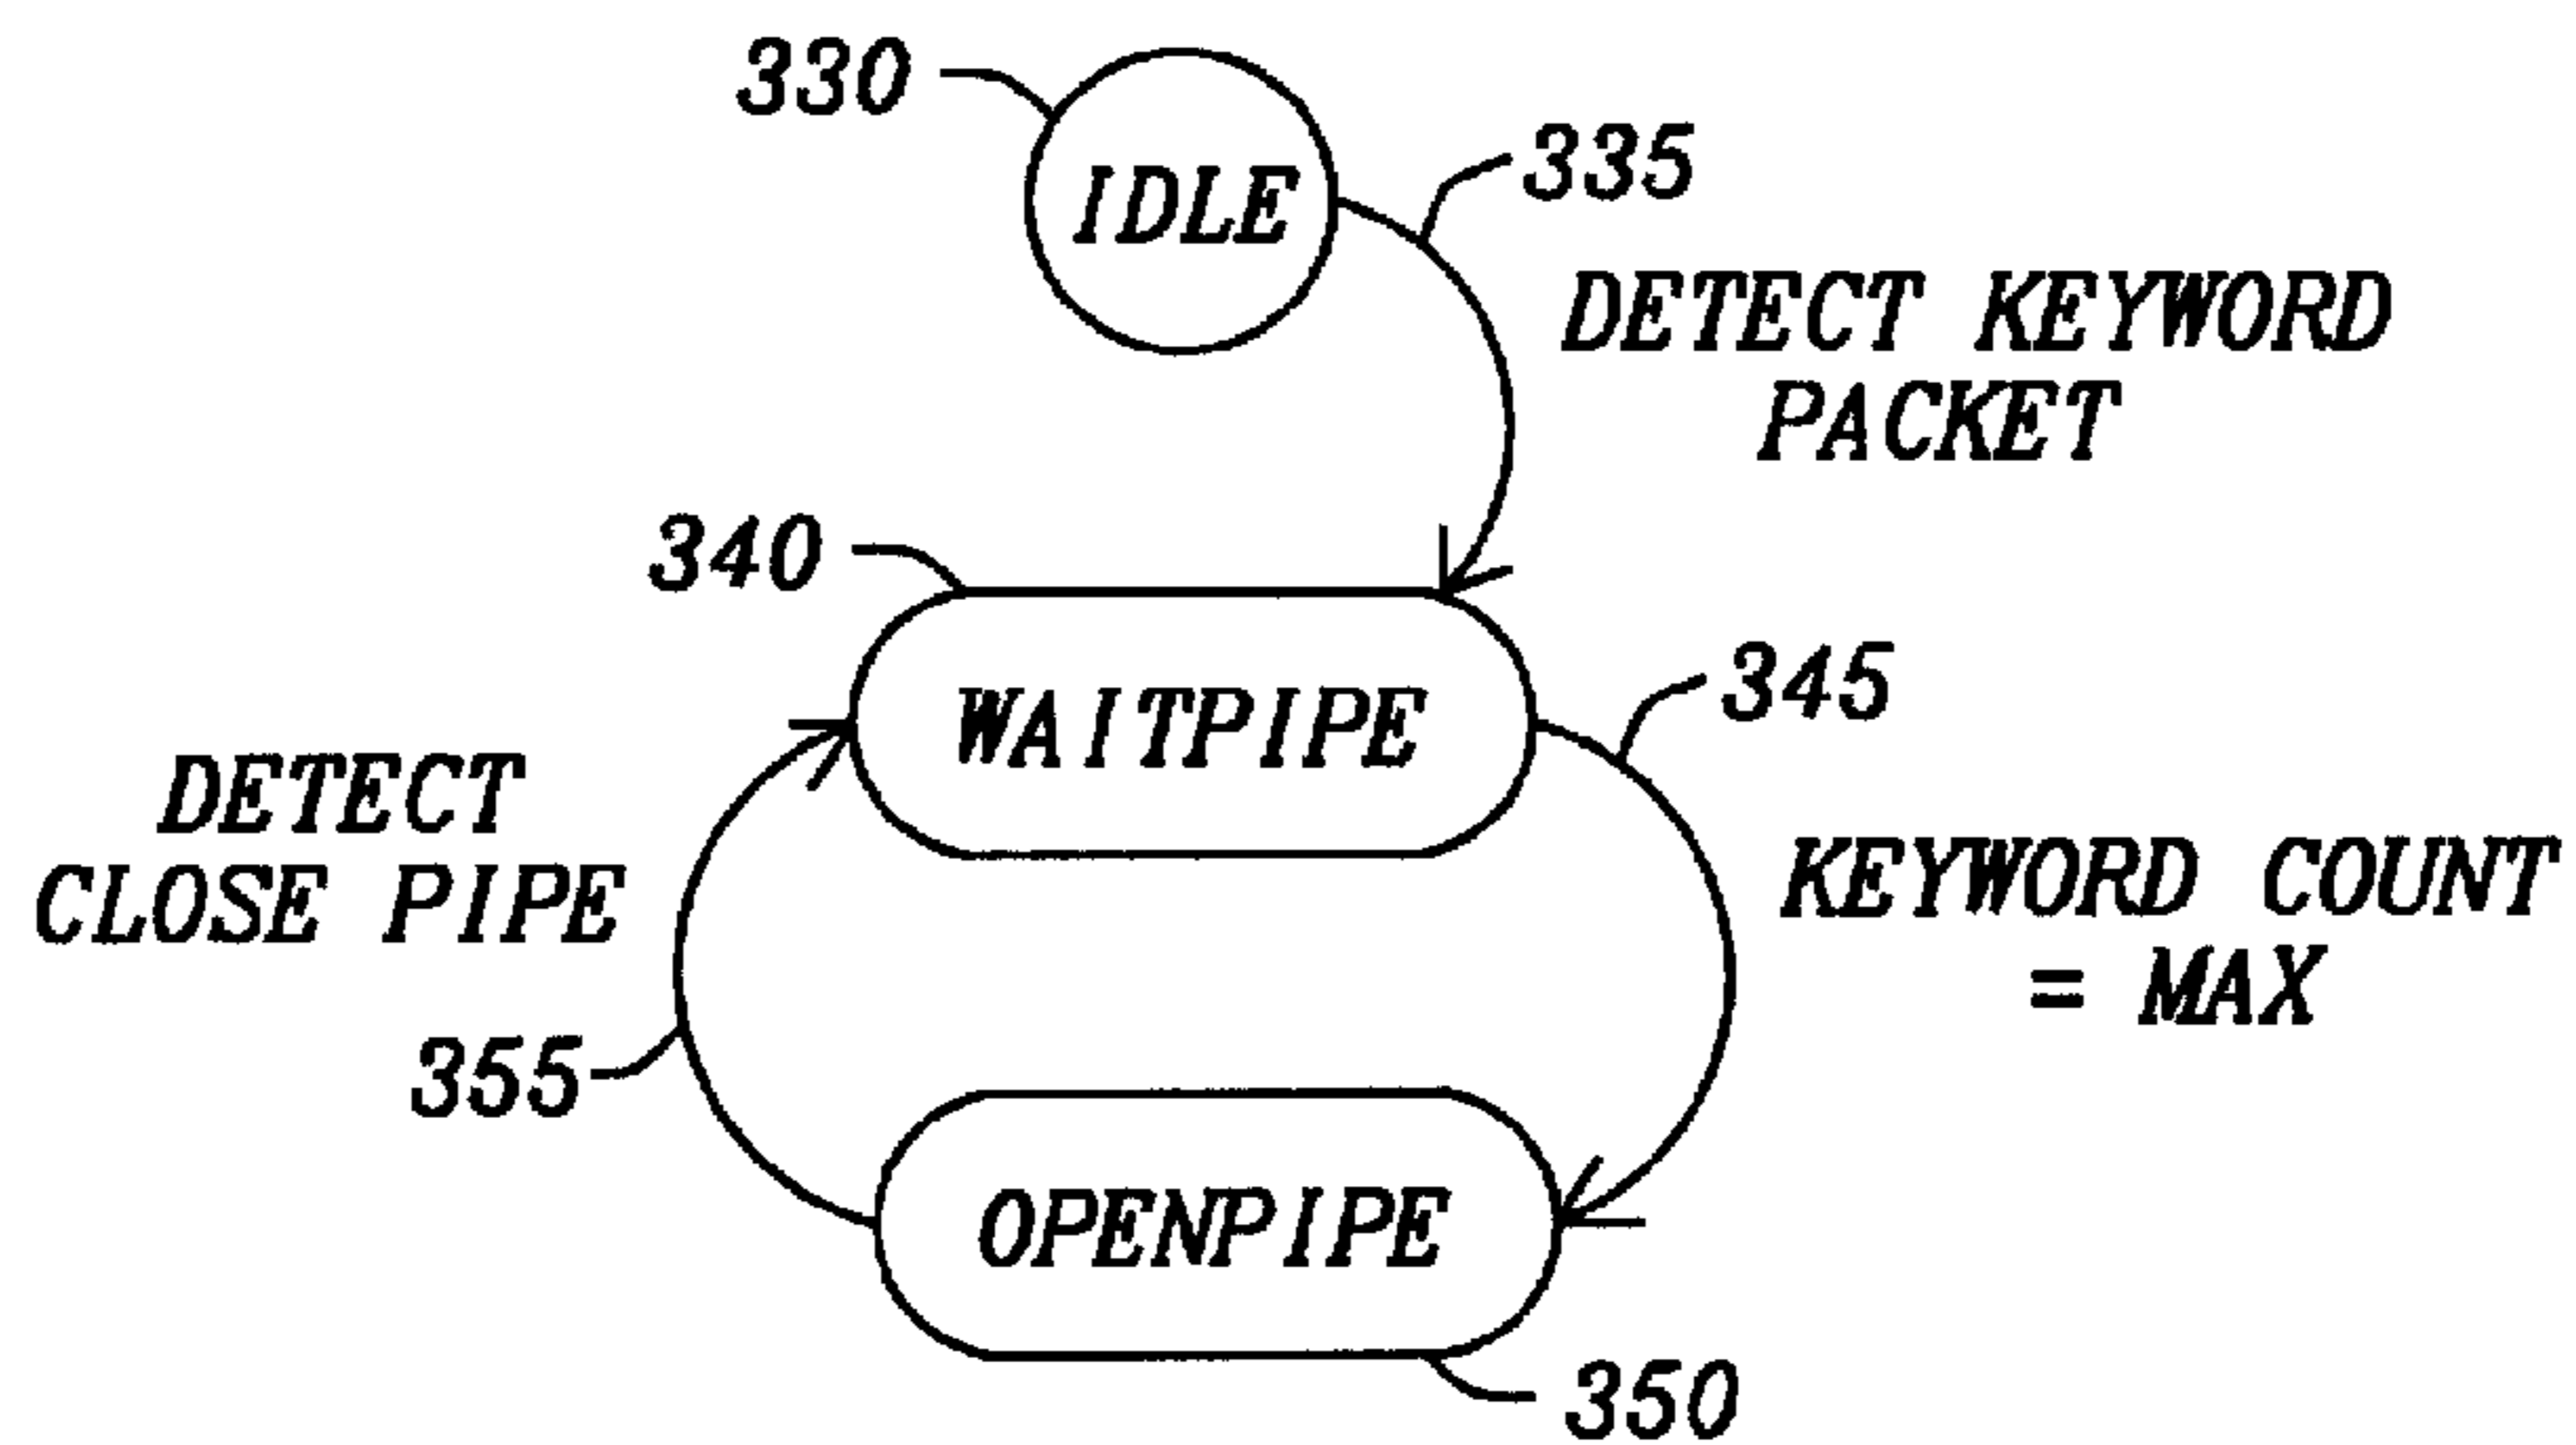 330
IDLE
335
DETECT KEYWORD
PACKET
340
WAITPIPE
345
DETECT
CLOSE PIPE
KEYWORD COUNT
= MAX
355
OPENPIPE
350